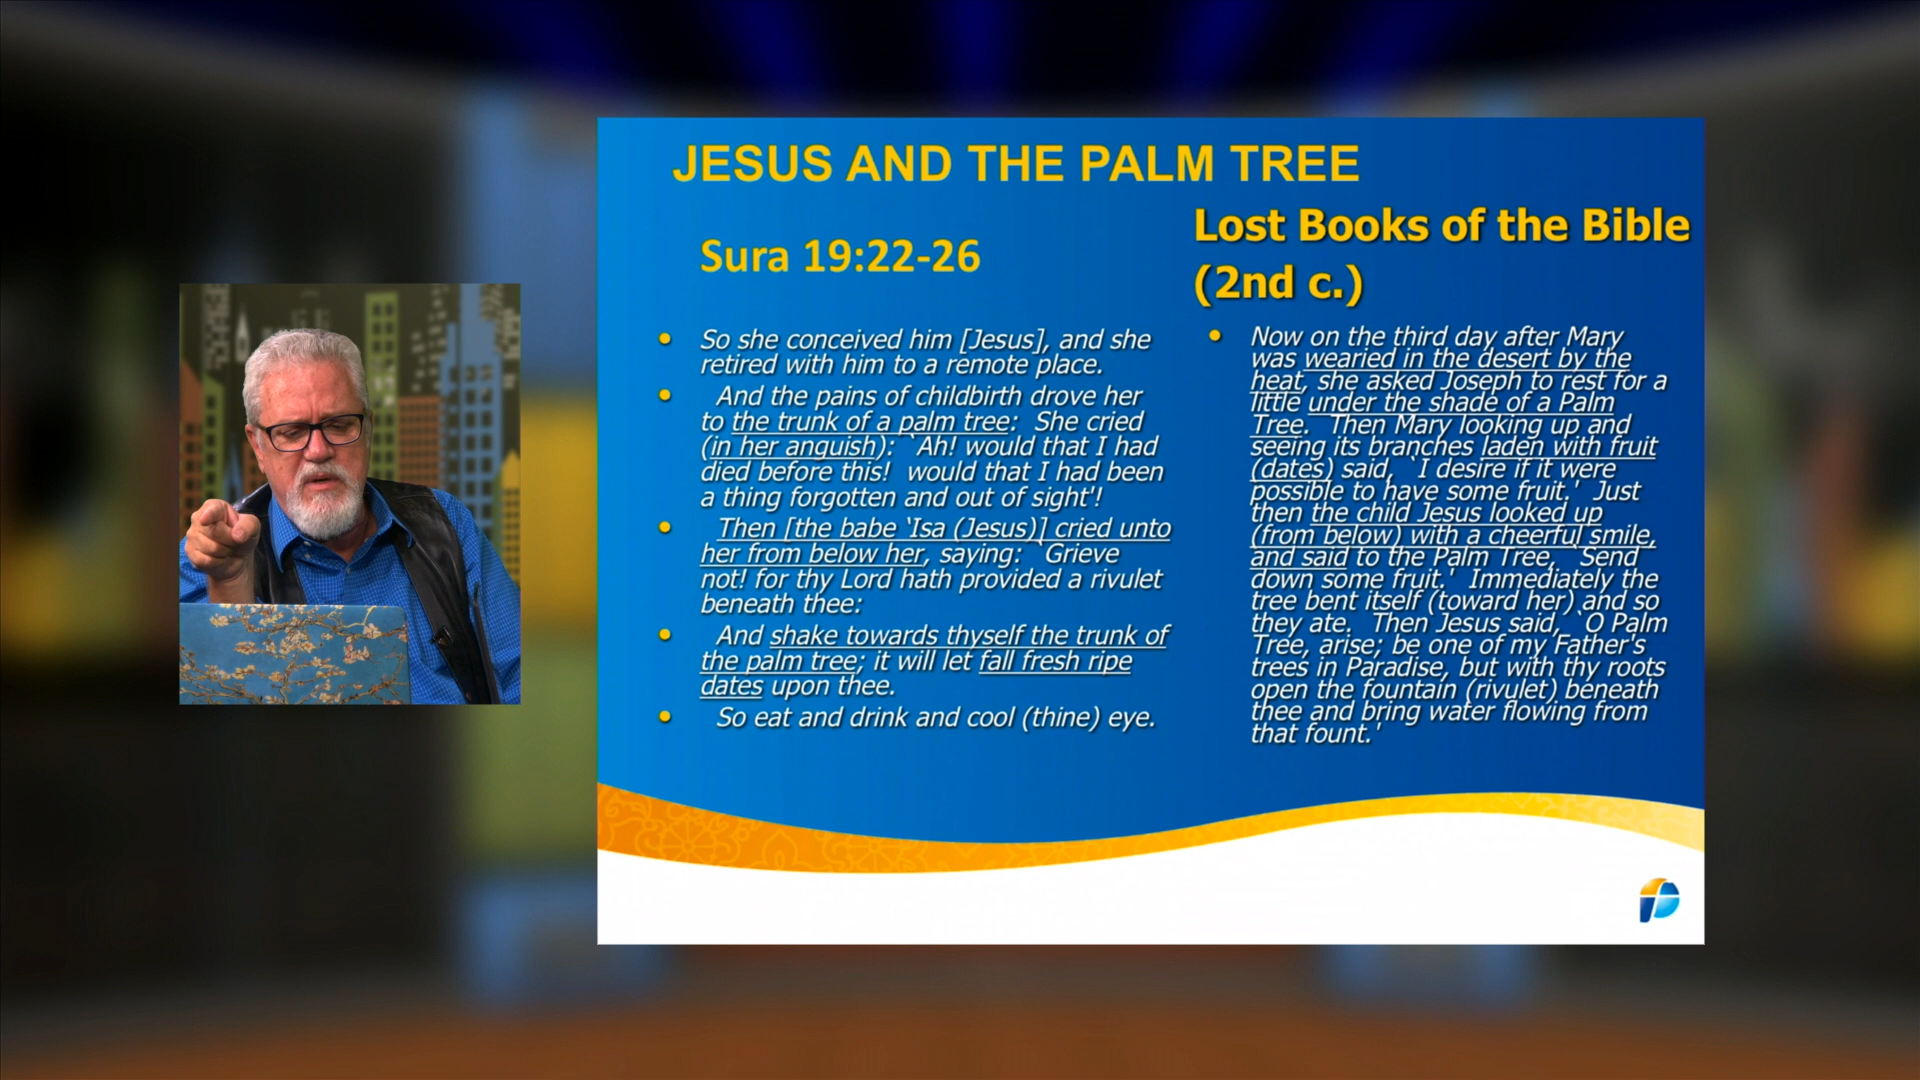 JESUS AND THE PALM TREE
Sura 19:22-26
So she conceived him [Jesus], and she
retired with him to a remote place.
And the pains of childbirth drove her
to the trunk of a palm tree: She cried
(in her anguish): `Ah! would that I had
died before this! would that I had been
a thing forgotten and out of sight'!
Then [the babe 'Isa (Jesus)] cried unto
her from below her, saying: `Grieve
not! for thy Lord hath provided a rivulet
beneath thee:
And shake towards thyself the trunk of
the palm tree; it will let fall fresh ripe
dates upon thee.
So eat and drink and cool (thine) eye.
Lost Books of the Bible
(2nd c.)
Now on the third day after Mary
was wearied in the desert by the
heat, she asked Joseph to rest for a
little under the shade of a Palm
Tree. Then Mary looking up and
seeing its branches laden with fruit
(dates) said, `I desire if it were
possible to have some fruit.' Just
then the child Jesus looked up
(from below) with a cheerful smile,
and said to the Palm Tree, `Send
down some fruit.' Immediately the
tree bent itself (toward her) and so
they ate. Then Jesus said, `O Palm
Tree, arise; be one of my Father's
trees in Paradise, but with thy roots
open the fountain (rivulet) beneath
thee and bring water flowing from
that fount.'